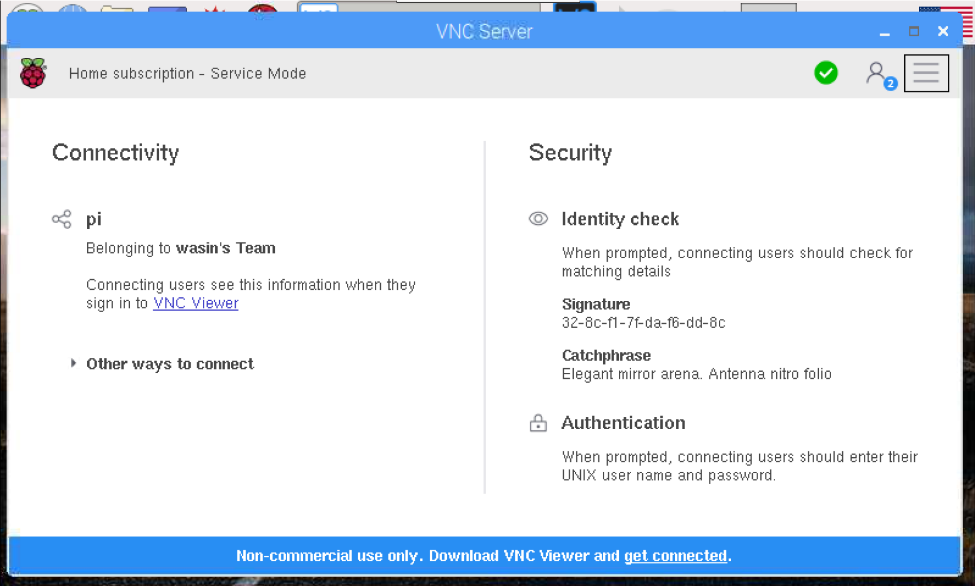 VNC Server
Home subscription - Service Mode
2
Connectivity
pi
Belonging to wasin's Team
Connecting users see this information when they
sign in to VNC Viewer
Other ways to connect
Security
Identity check
When prompted, connecting users should check for
matching details
Signature
32-8c-f1-7f-da-f6-dd-8c
Catchphrase
Elegant mirror arena. Antenna nitro folio
Authentication
When prompted, connecting users should enter their
UNIX user name and password.
Non-commercial use only. Download VNC Viewer and get connected.